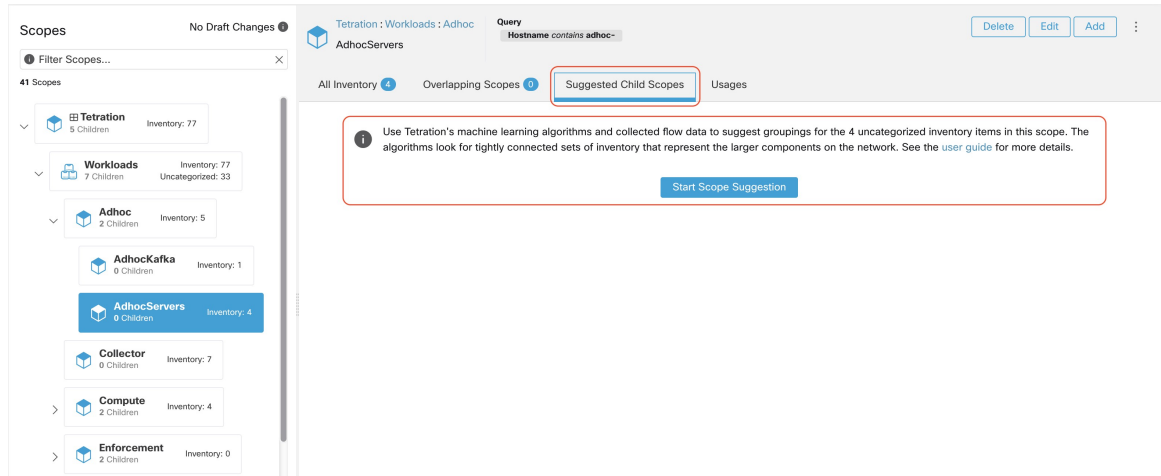 Scopes
No Draft Changes
Filter Scopes...
41 Scopes
Tetration
5 Children
Inventory: 77
Workloads
7 Children
Inventory: 77
Uncategorized: 33
Adhoc
2 Children
Inventory: 5
AdhocKafka
0 Children
Inventory: 1
AdhocServers
0 Children
Inventory: 4
Collector
0 Children
Inventory: 7
Compute
2 Children
Inventory: 4
Enforcement
2 Children
Inventory: 0
Tetration : Workloads : Adhoc
AdhocServers
Query
Hostname contains adhoc-
Delete
Edit
Add
All Inventory 4
Overlapping Scopes 0
Suggested Child Scopes
Usages
Use Tetration's machine learning algorithms and collected flow data to suggest groupings for the 4 uncategorized inventory items in this scope. The
algorithms look for tightly connected sets of inventory that represent the larger components on the network. See the user guide for more details.
Start Scope Suggestion